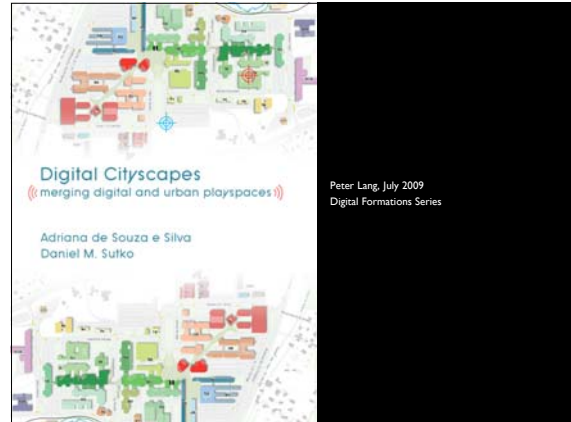 Digital Cityscapes
merging digital and urban playspaces
Adriana de Souza e Silva
Daniel M. Sutko
Peter Lang, July 2009
Digital Formations Series